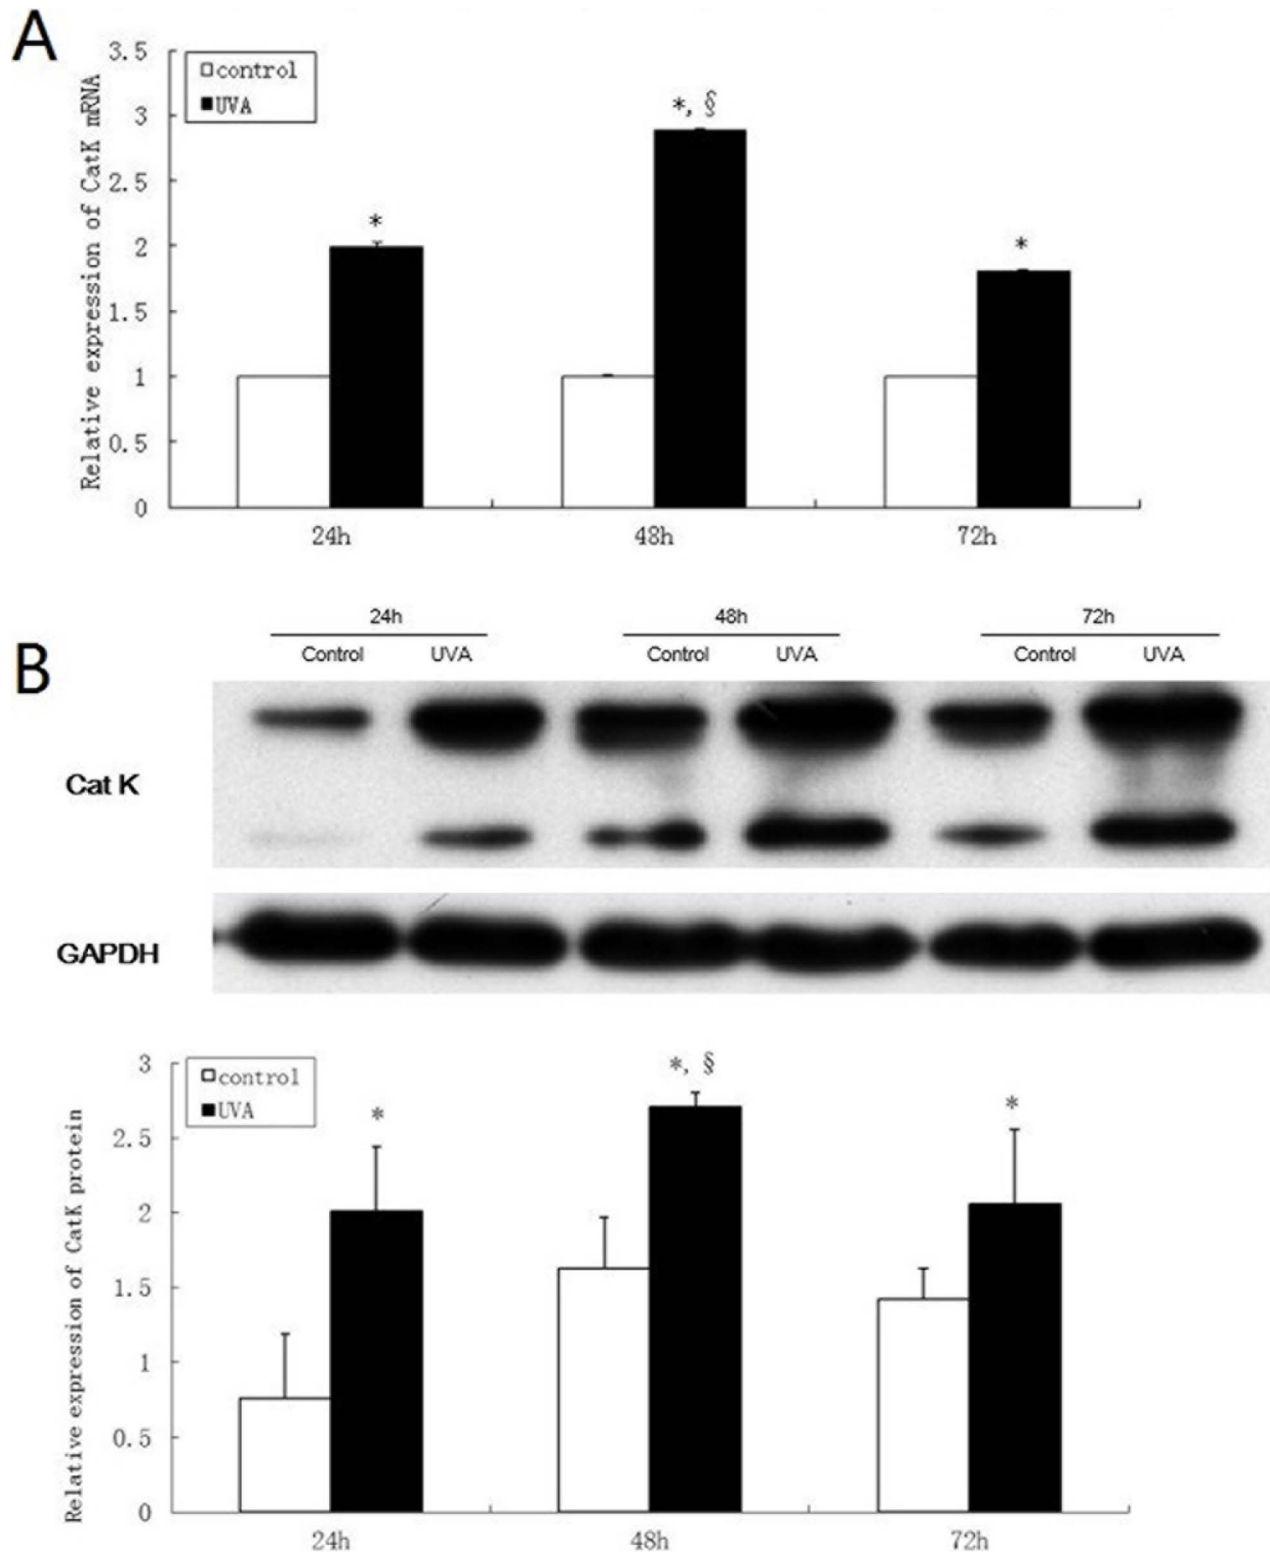 A
3.5
3
2.5
2
1.5
1
0.5
0
Relative expression of CatK mRNA
control
UVA
*
*, §
*
24h 48h 72h
B
24h 48h 72h
Control UVA Control UVA Control UVA
Cat K
GAPDH
3
2.5
2
1.5
1
0.5
0
Relative expression of CatK protein
control
UVA
*
*, §
*
24h 48h 72h